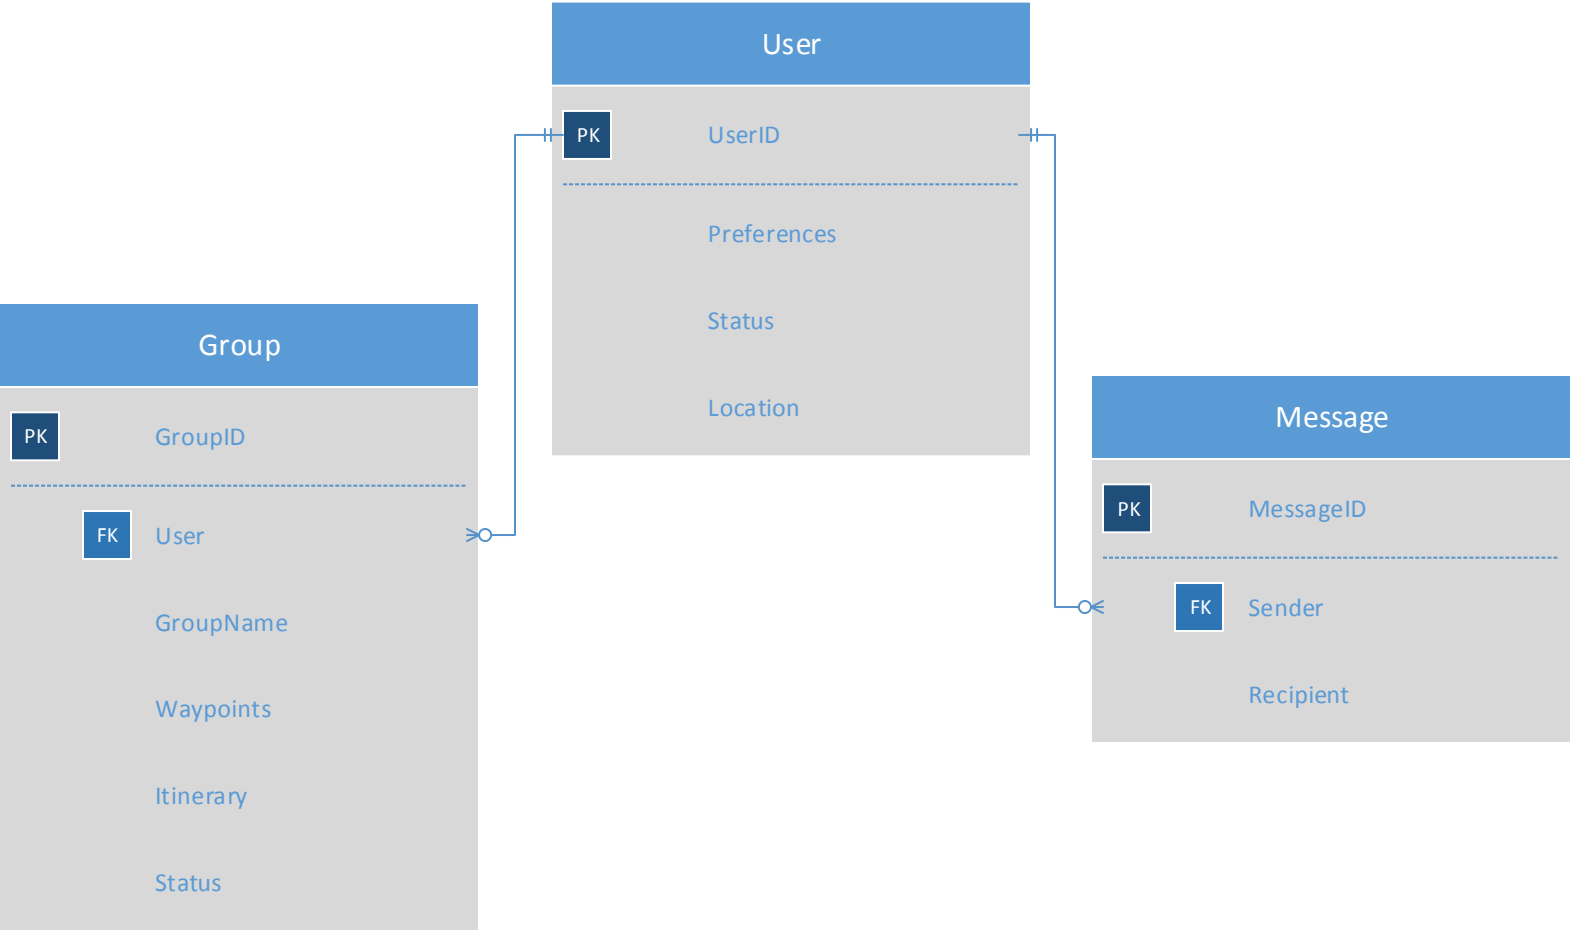 User
PK UserID
Preferences
Status
Location
Group
PK GroupID
FK User
GroupName
Waypoints
Itinerary
Status
Message
PK MessageID
FK Sender
Recipient